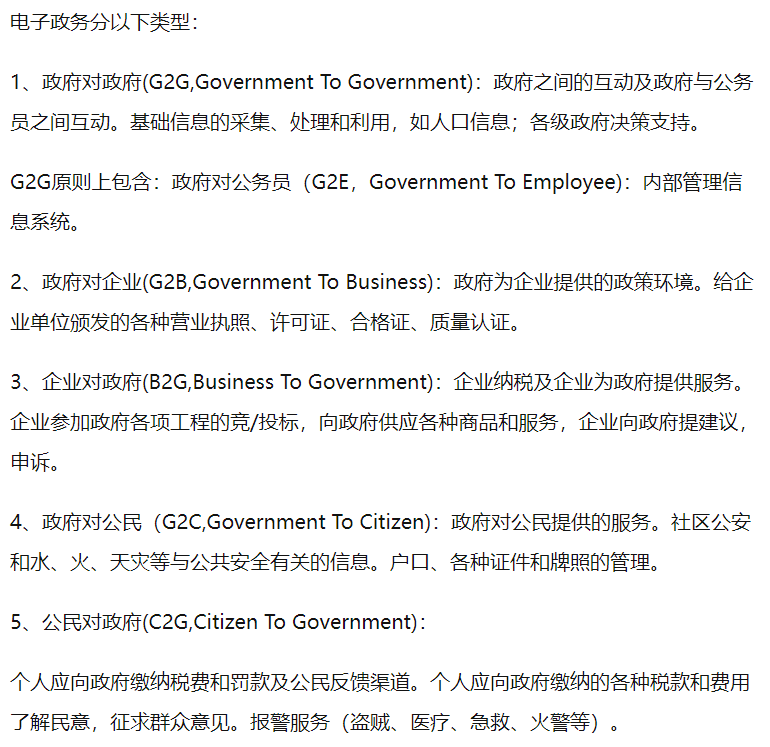 电子政务分以下类型：
1、政府对政府(G2G,Government To Government)：政府之间的互动及政府与公务
员之间互动。基础信息的采集、处理和利用，如人口信息；各级政府决策支持。
G2G原则上包含：政府对公务员（G2E，Government To Employee)：内部管理信
息系统。
2、政府对企业(G2B,Government To Business)：政府为企业提供的政策环境。给企
业单位颁发的各种营业执照、许可证、合格证、质量认证。
3、企业对政府(B2G,Business To Government)：企业纳税及企业为政府提供服务。
企业参加政府各项工程的竞/投标，向政府供应各种商品和服务，企业向政府提建议，
申诉。
4、政府对公民（G2C,Government To Citizen)：政府对公民提供的服务。社区公安
和水、火、天灾等与公共安全有关的信息。户口、各种证件和牌照的管理。
5、公民对政府(C2G,Citizen To Government)：
个人应向政府缴纳税费和罚款及公民反馈渠道。个人应向政府缴纳的各种税款和费用
了解民意，征求群众意见。报警服务（盗贼、医疗、急救、火警等）。